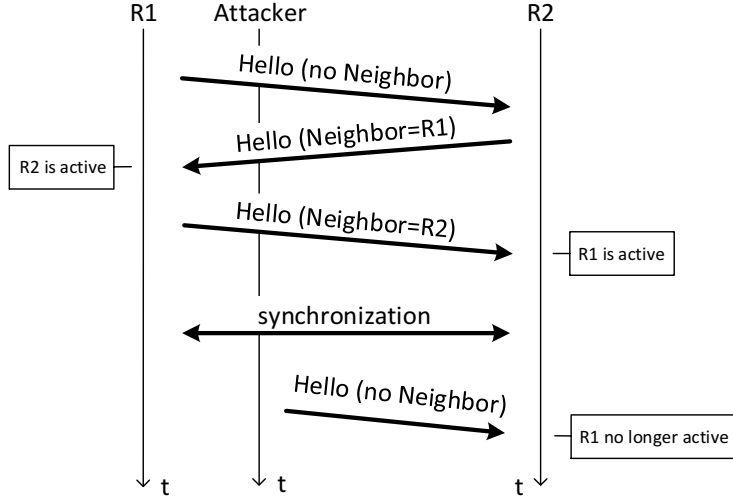 R1 Attacker R2
Hello (no Neighbor)
Hello (Neighbor=R1)
R2 is active
Hello (Neighbor=R2)
R1 is active
synchronization
Hello (no Neighbor)
R1 no longer active
t t t